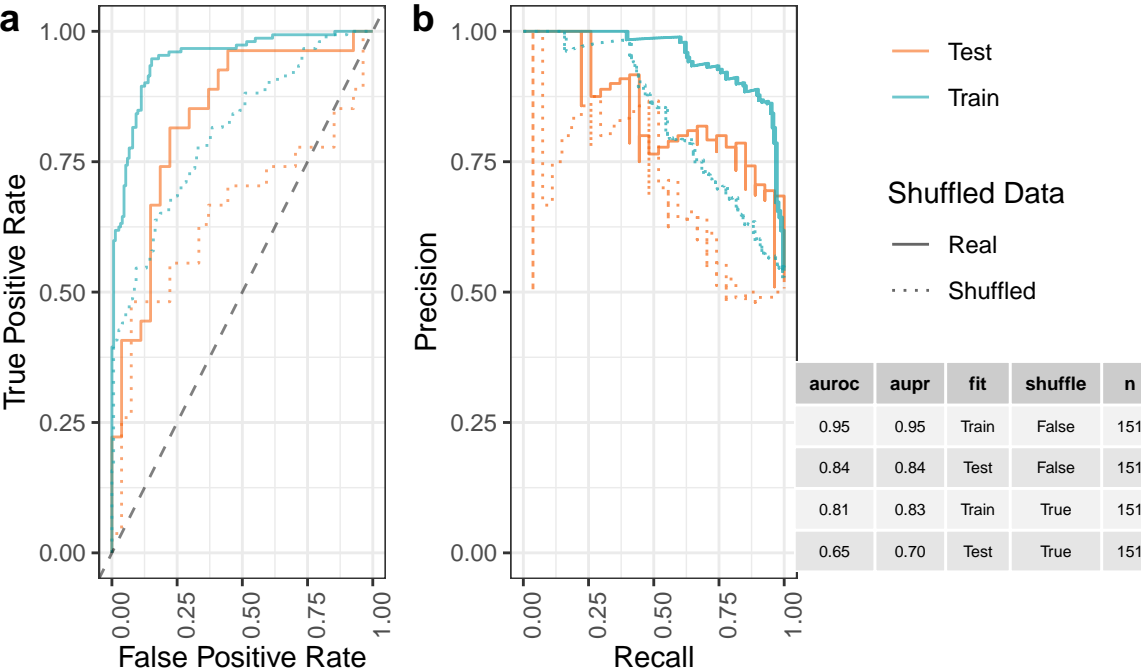 a
True Positive Rate
1.00
0.75
0.50
0.25
0.00
0.00
0.25
0.50
0.75
1.00
False Positive Rate
b
Precision
1.00
0.75
0.50
0.25
0.00
0.00
0.25
0.50
0.75
1.00
Recall
Test
Train
Shuffled Data
Real
Shuffled
auroc aupr fit shuffle n
0.95 0.95 Train False 151
0.84 0.84 Test False 151
0.81 0.83 Train True 151
0.65 0.70 Test True 151